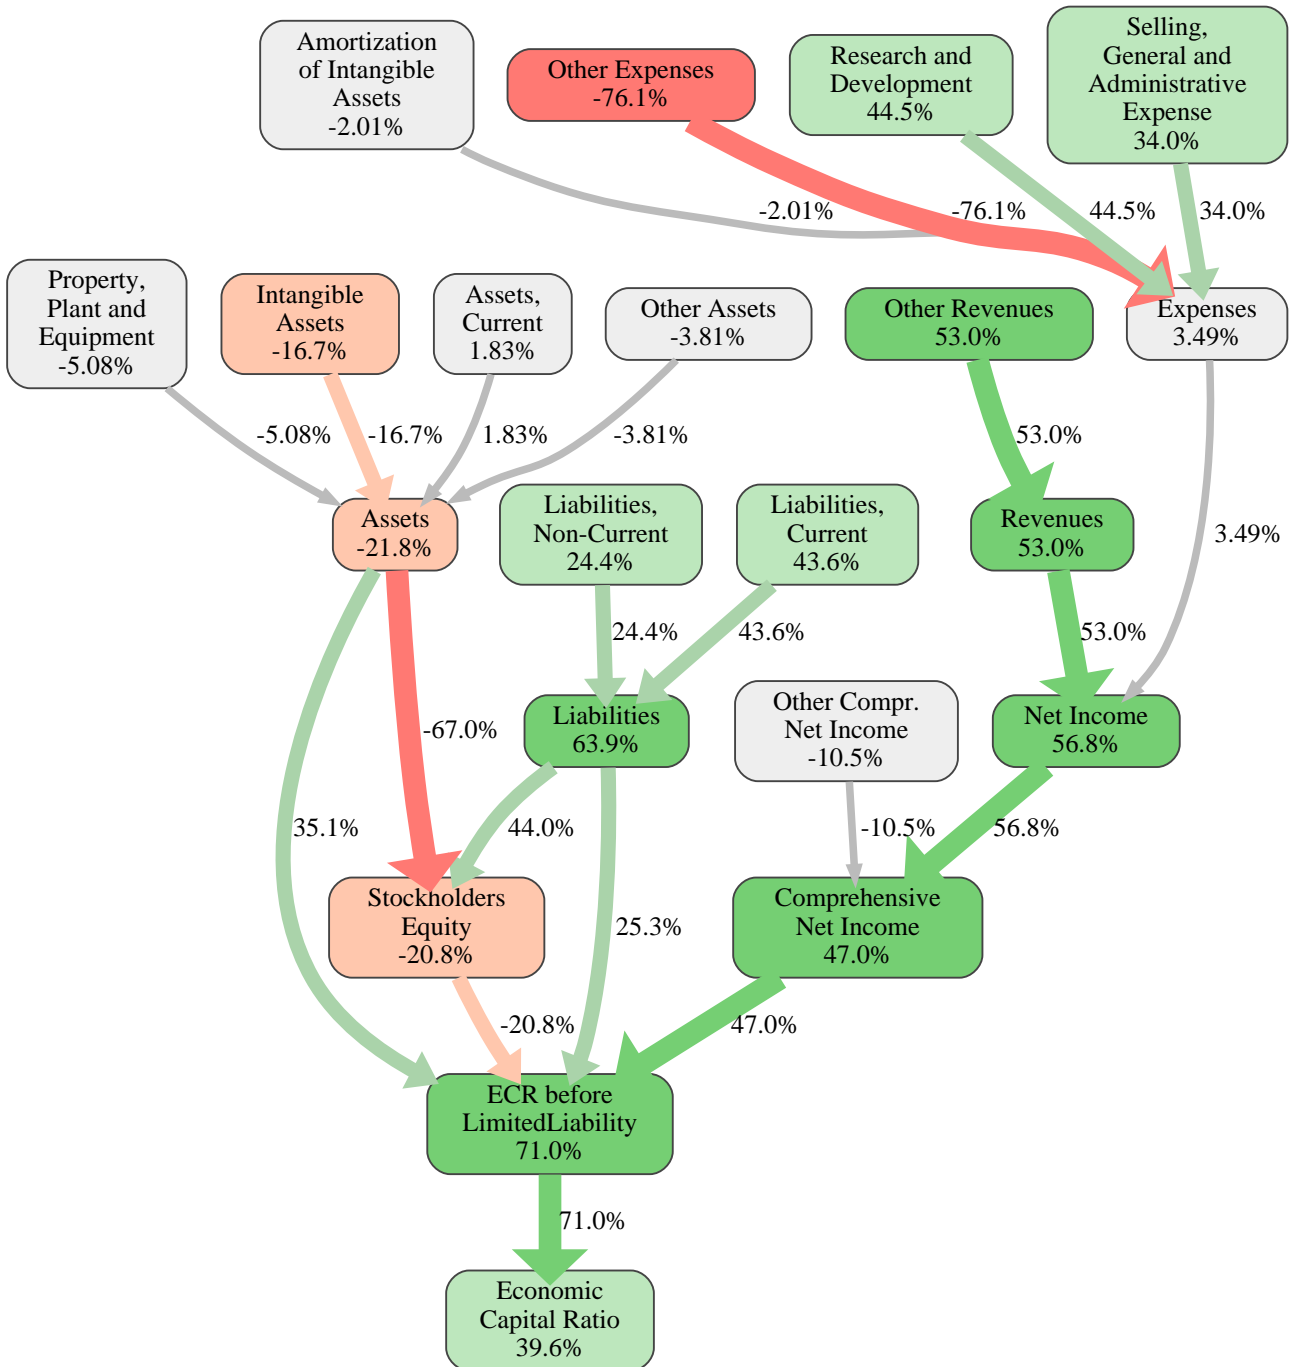 Amortization
of Intangible
Assets
-2.01%
Other Expenses
-76.1%
Research and
Development
44.5%
Selling,
General and
Administrative
Expense
34.0%
-2.01%
-76.1%
44.5%
34.0%
Property,
Plant and
Equipment
-5.08%
Intangible
Assets
-16.7%
Assets,
Current
1.83%
Other Assets
-3.81%
Other Revenues
53.0%
Expenses
3.49%
-5.08%
-16.7%
1.83%
-3.81%
53.0%
Assets
-21.8%
Liabilities,
Non-Current
24.4%
Liabilities,
Current
43.6%
Revenues
53.0%
3.49%
24.4%
43.6%
53.0%
-67.0%
Liabilities
63.9%
Other Compr.
Net Income
-10.5%
Net Income
56.8%
35.1%
44.0%
-10.5%
56.8%
Stockholders
Equity
-20.8%
25.3%
Comprehensive
Net Income
47.0%
-20.8%
47.0%
ECR before
LimitedLiability
71.0%
71.0%
Economic
Capital Ratio
39.6%